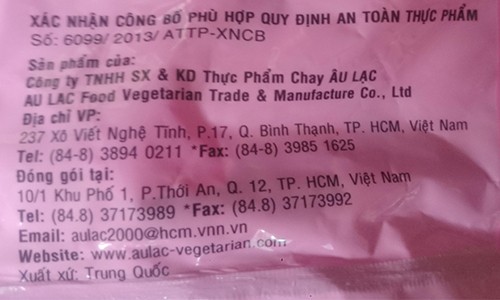 XÁC NHẬN CÔNG BỐ PHÙ HỢP QUY ĐỊNH AN TOÀN THỰC PHẨM
Số: 6099/ 2013/ ATTP-XNCB
Sản phẩm của:
Công ty TNHH SX & KD Thực Phẩm Chay ÂU LẠC
AU LAC Food Vegetarian Trade & Manufacture Co., Ltd
Địa chỉ VP:
237 Xô Viết Nghệ Tĩnh, P.17, Q. Bình Thạnh, TP. HCM, Việt Nam
Tel: (84-8) 3894 0211 *Fax: (84-8) 3985 1625
Đóng gói tại:
10/1 Khu Phố 1, P.Thới An, Q. 12, TP. HCM, Việt Nam
Tel: (84.8) 37173989 *Fax: (84.8) 37173992
Email: aulac2000@hcm.vnn.vn
Website: www.aulac-vegetarian.com
Xuất xứ: Trung Quốc